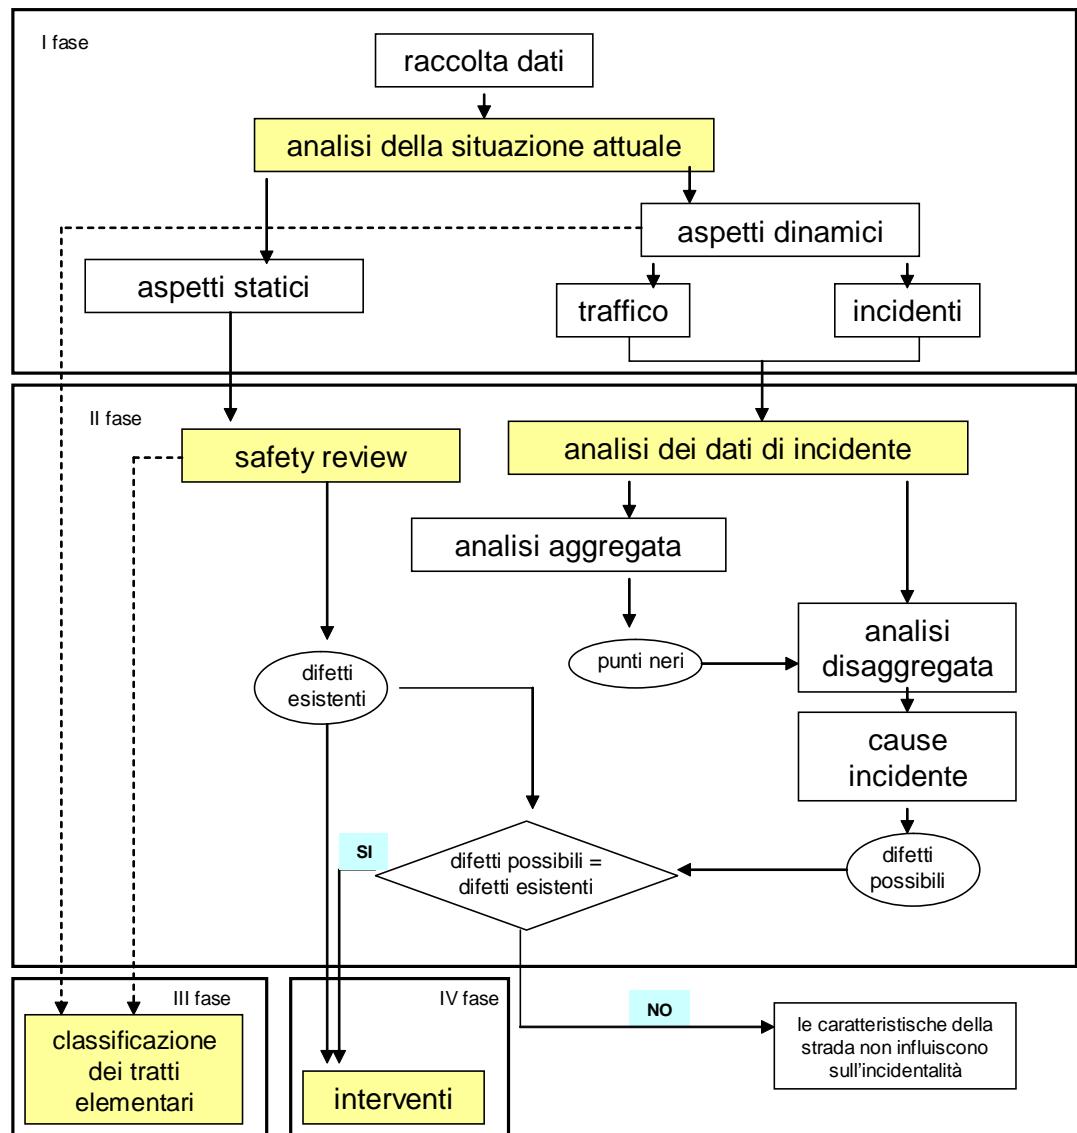 I fase
raccolta dati
analisi della situazione attuale
aspetti dinamici
aspetti statici
traffico
incidenti
II fase
safety review
analisi dei dati di incidente
analisi aggregata
analisi
disaggregata
punti neri
difetti
esistenti
cause
incidente
SI
difetti possibili =
difetti esistenti
difetti
possibili
III fase
classificazione
dei tratti
elementari
IV fase
interventi
NO
le caratteristische della
strada non influiscono
sull'incidentalità